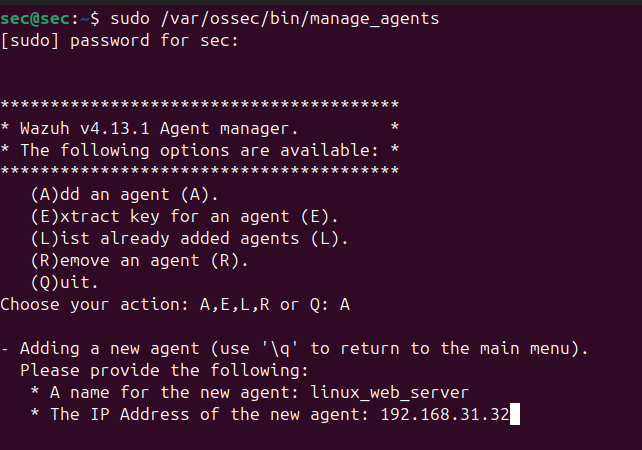 sec@sec:~$ sudo /var/ossec/bin/manage_agents
[sudo] password for sec:
****************************************
* Wazuh v4.13.1 Agent manager.         *
* The following options are available: *
****************************************
   (A)dd an agent (A).
   (E)xtract key for an agent (E).
   (L)ist already added agents (L).
   (R)emove an agent (R).
   (Q)uit.
Choose your action: A,E,L,R or Q: A
- Adding a new agent (use '\q' to return to the main menu).
  Please provide the following:
   * A name for the new agent: linux_web_server
   * The IP Address of the new agent: 192.168.31.32